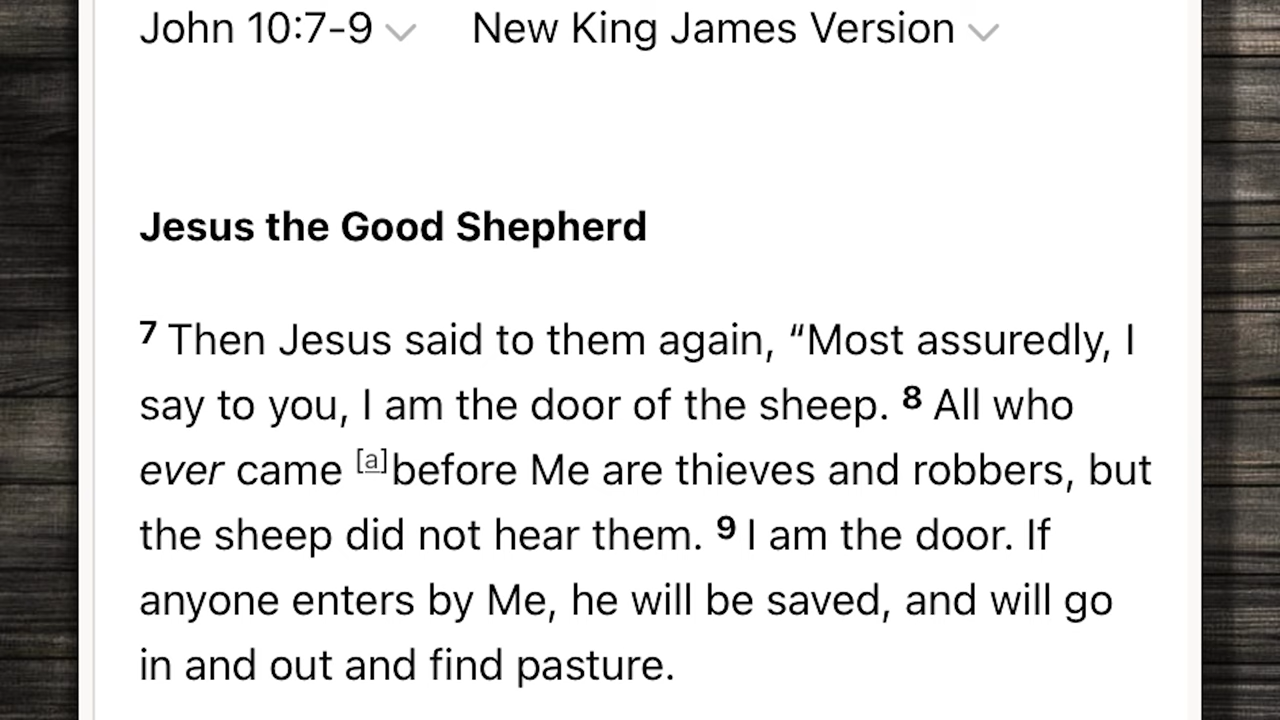 John 10:7-9 New King James Version
Jesus the Good Shepherd
7 Then Jesus said to them again, “Most assuredly, I
say to you, I am the door of the sheep. 8 All who
ever came [a]before Me are thieves and robbers, but
the sheep did not hear them. 9 I am the door. If
anyone enters by Me, he will be saved, and will go
in and out and find pasture.